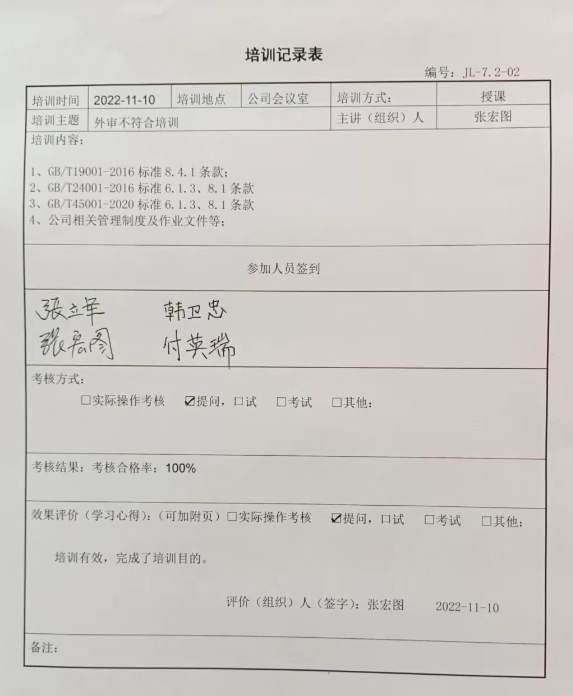 培训记录表
编号：JL-7.2-02
培训时间 2022-11-10 培训地点 公司会议室 培训方式： 授课
培训主题 外审不符合培训 主讲（组织）人 张宏图
培训内容：
1、GB/T19001-2016 标准 8.4.1 条款；
2、GB/T24001-2016 标准 6.1.3、8.1 条款
3、GB/T45001-2020 标准 6.1.3、8.1 条款
4、公司相关管理制度及作业文件等；
参加人员签到
張立军 韩卫忠
張宏图 付英瑞
考核方式：
□实际操作考核 ☑提问，口试 □考试 □其他：
考核结果：考核合格率：100%
效果评价（学习心得）：（可加附页）□实际操作考核 ☑提问，口试 □考试 □其他：
培训有效，完成了培训目的。
评价（组织）人（签字）：张宏图 2022-11-10
备注：